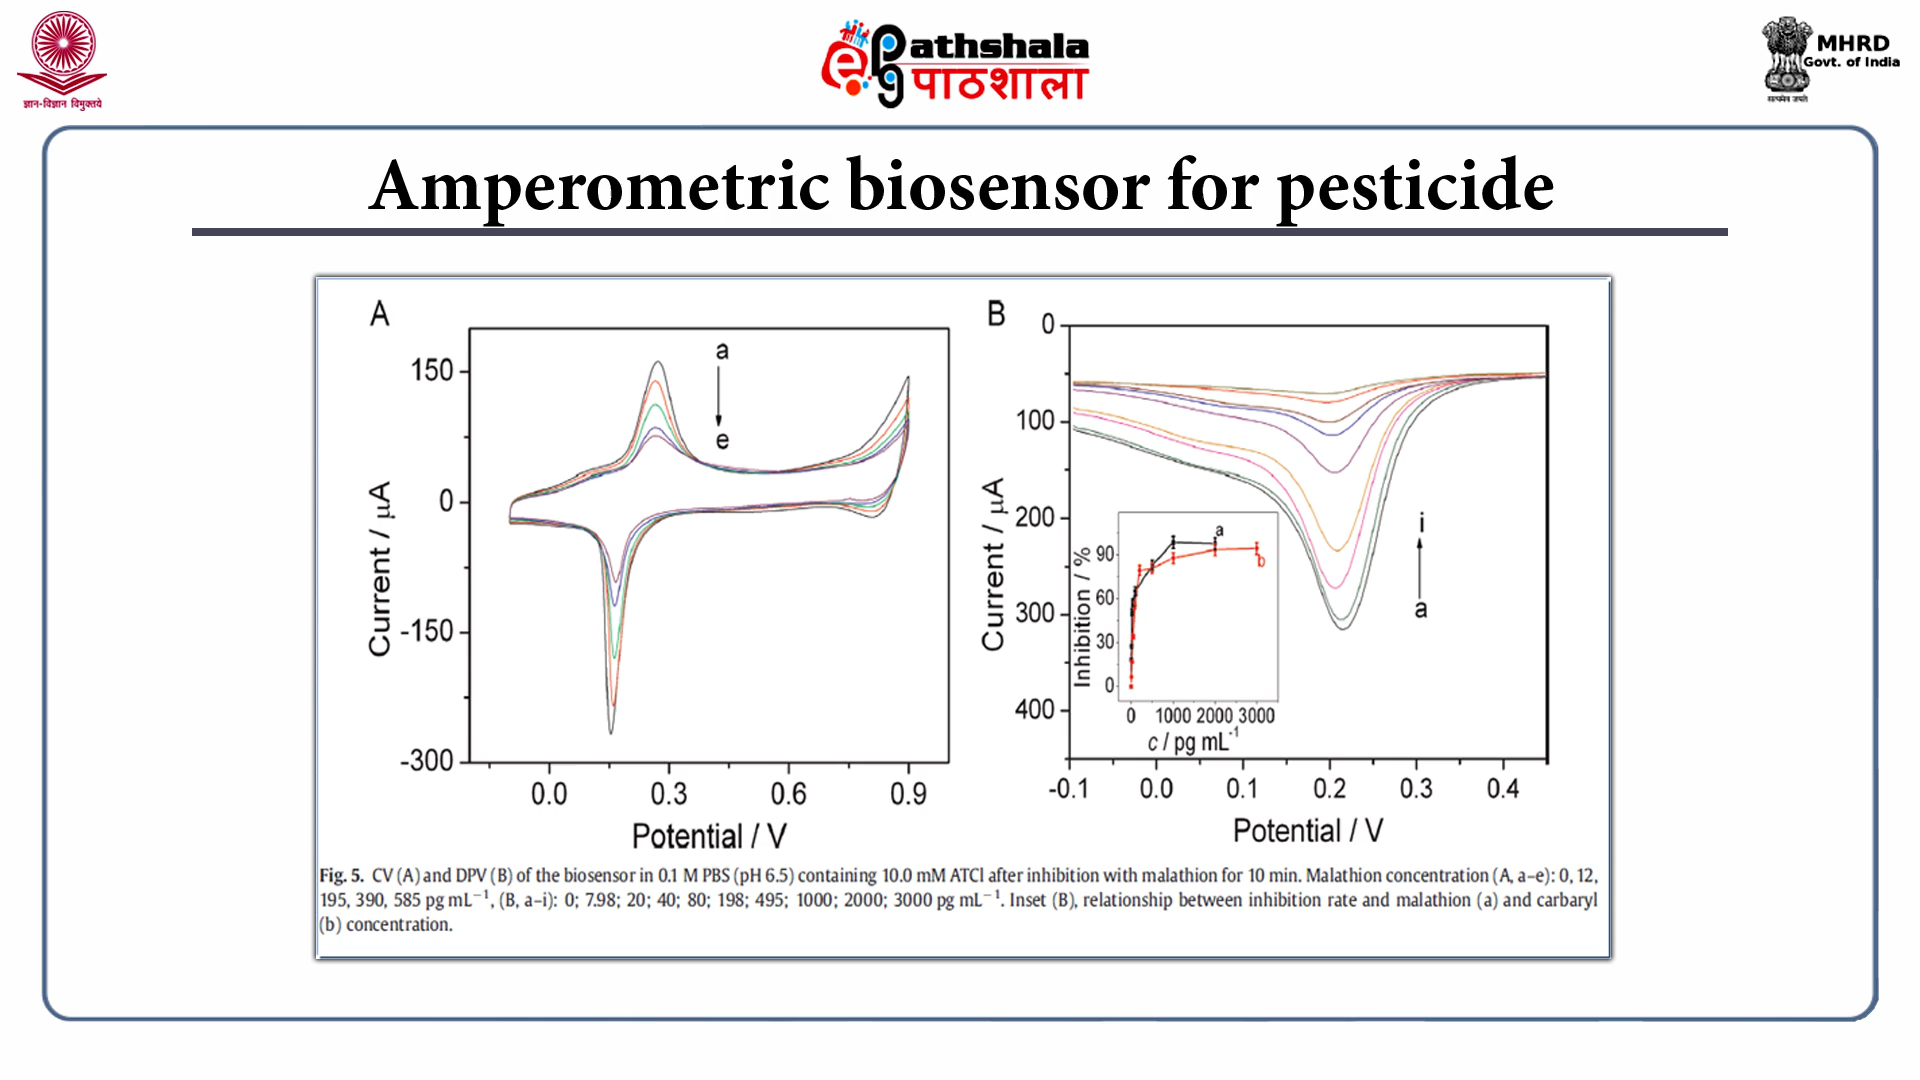 ज्ञान-विज्ञान विमुक्तये
ePG Pathshala
पाठशाला
MHRD
Govt. of India
सत्यमेव जयते
Amperometric biosensor for pesticide
A
150
0
-150
-300
Current / μA
a
e
0.0 0.3 0.6 0.9
Potential / V
B
0
100
200
300
400
Current / μA
i
a
Inhibition / %
90
60
30
0
a
b
0 1000 2000 3000
c / pg mL⁻¹
-0.1 0.0 0.1 0.2 0.3 0.4
Potential / V
Fig. 5. CV (A) and DPV (B) of the biosensor in 0.1 M PBS (pH 6.5) containing 10.0 mM ATCl after inhibition with malathion for 10 min. Malathion concentration (A, a–e): 0, 12,
195, 390, 585 pg mL⁻¹, (B, a–i): 0; 7.98; 20; 40; 80; 198; 495; 1000; 2000; 3000 pg mL⁻¹. Inset (B), relationship between inhibition rate and malathion (a) and carbaryl
(b) concentration.